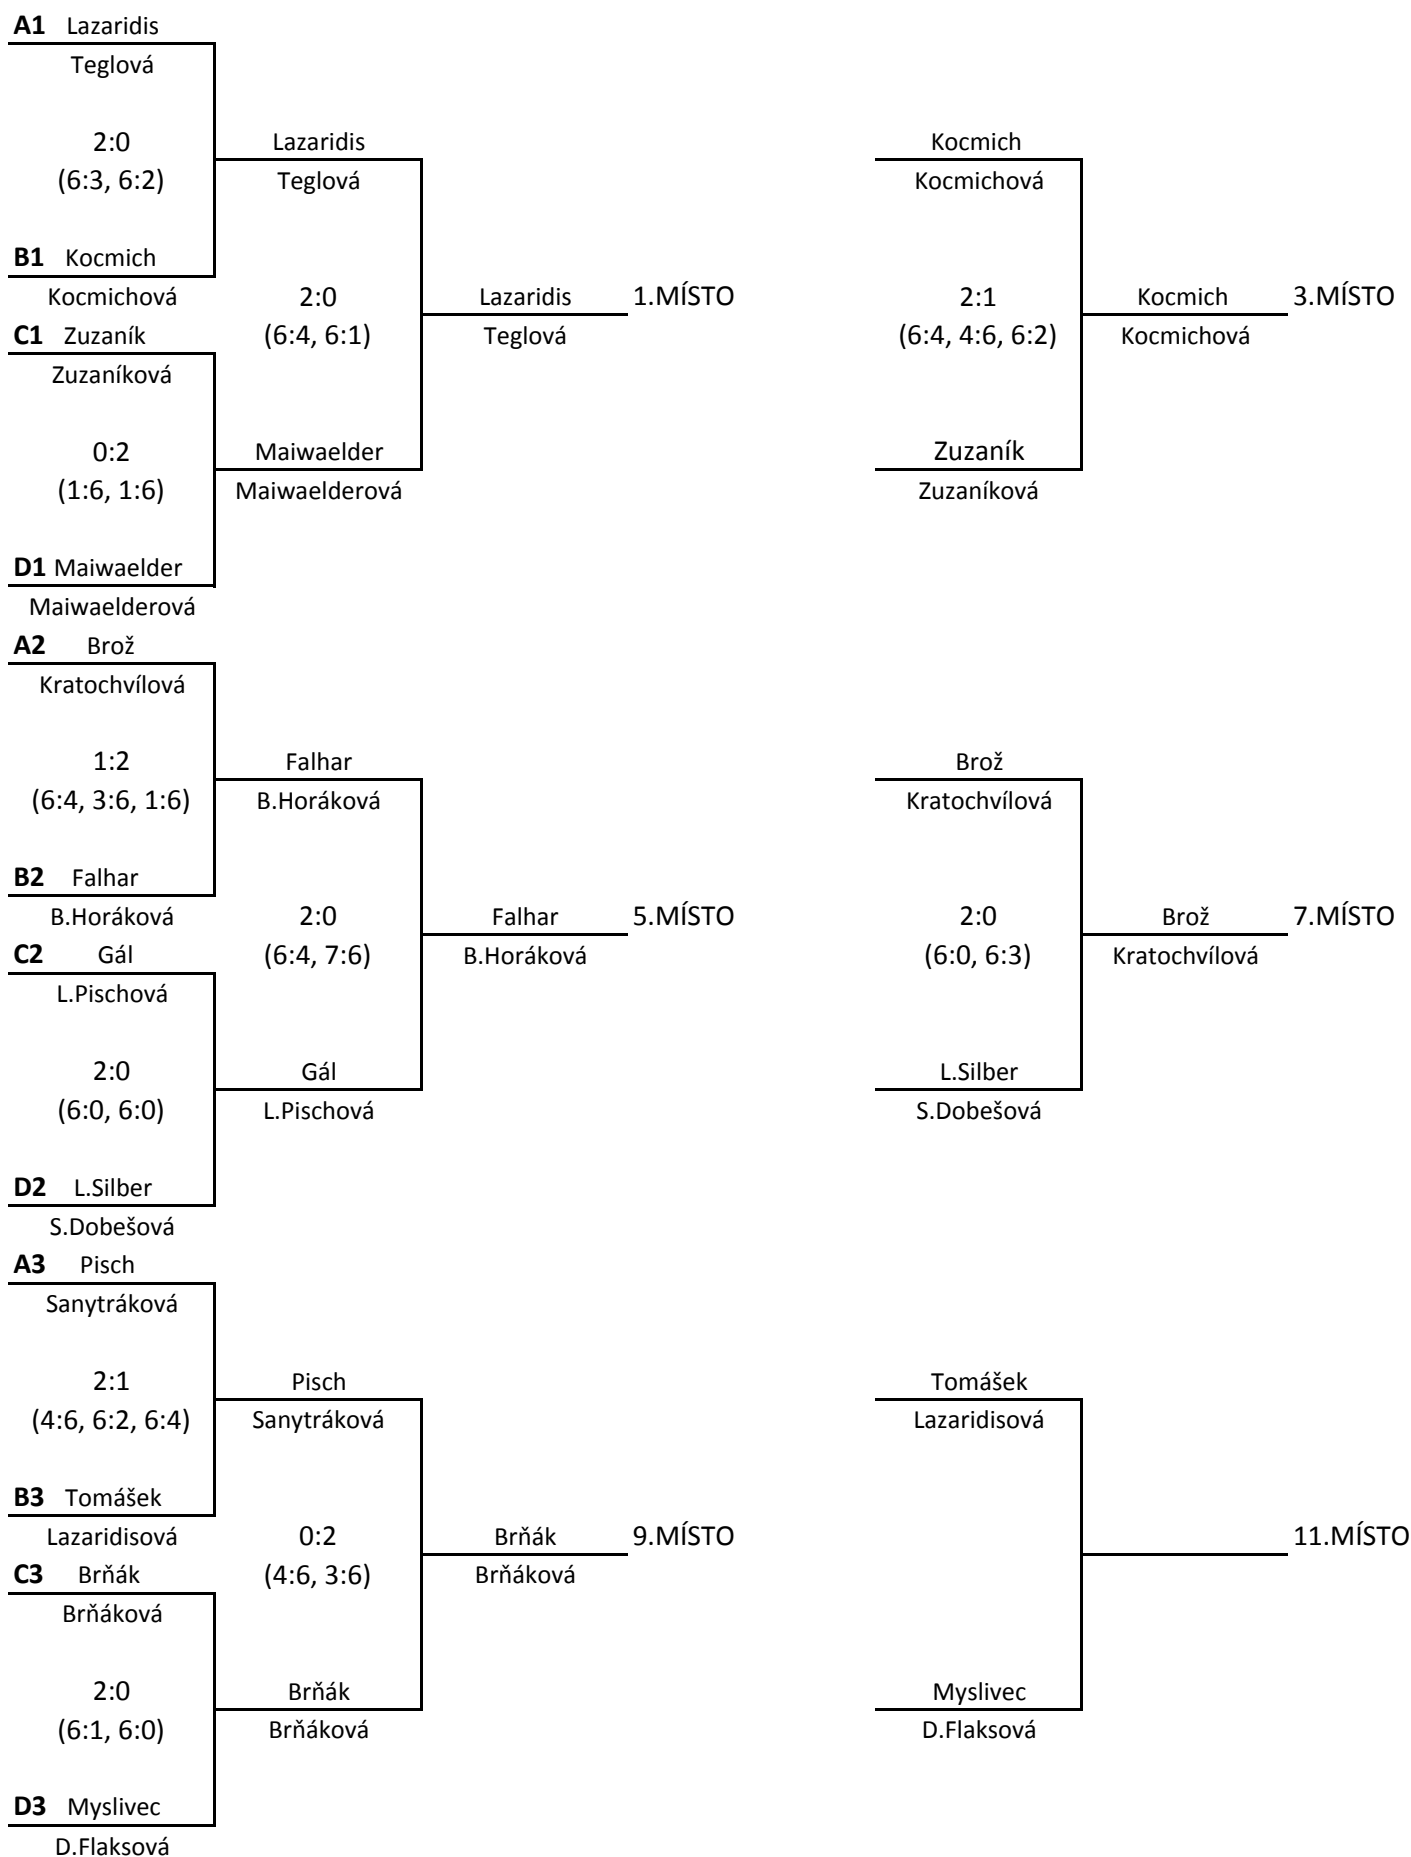 A1 Lazaridis
Teglová
2:0 Lazaridis Kocmich
(6:3, 6:2) Teglová Kocmichová
B1 Kocmich
Kocmichová 2:0 Lazaridis 1.MÍSTO 2:1 Kocmich 3.MÍSTO
C1 Zuzaník (6:4, 6:1) Teglová (6:4, 4:6, 6:2) Kocmichová
Zuzaníková
0:2 Maiwaelder Zuzaník
(1:6, 1:6) Maiwaelderová Zuzaníková
D1 Maiwaelder
Maiwaelderová
A2 Brož
Kratochvílová
1:2 Falhar Brož
(6:4, 3:6, 1:6) B.Horáková Kratochvílová
B2 Falhar
B.Horáková 2:0 Falhar 5.MÍSTO 2:0 Brož 7.MÍSTO
C2 Gál (6:4, 7:6) B.Horáková (6:0, 6:3) Kratochvílová
L.Pischová
2:0 Gál L.Silber
(6:0, 6:0) L.Pischová S.Dobešová
D2 L.Silber
S.Dobešová
A3 Pisch
Sanytráková
2:1 Pisch Tomášek
(4:6, 6:2, 6:4) Sanytráková Lazaridisová
B3 Tomášek
Lazaridisová 0:2 Brňák 9.MÍSTO 11.MÍSTO
C3 Brňák (4:6, 3:6) Brňáková
Brňáková
2:0 Brňák Myslivec
(6:1, 6:0) Brňáková D.Flaksová
D3 Myslivec
D.Flaksová